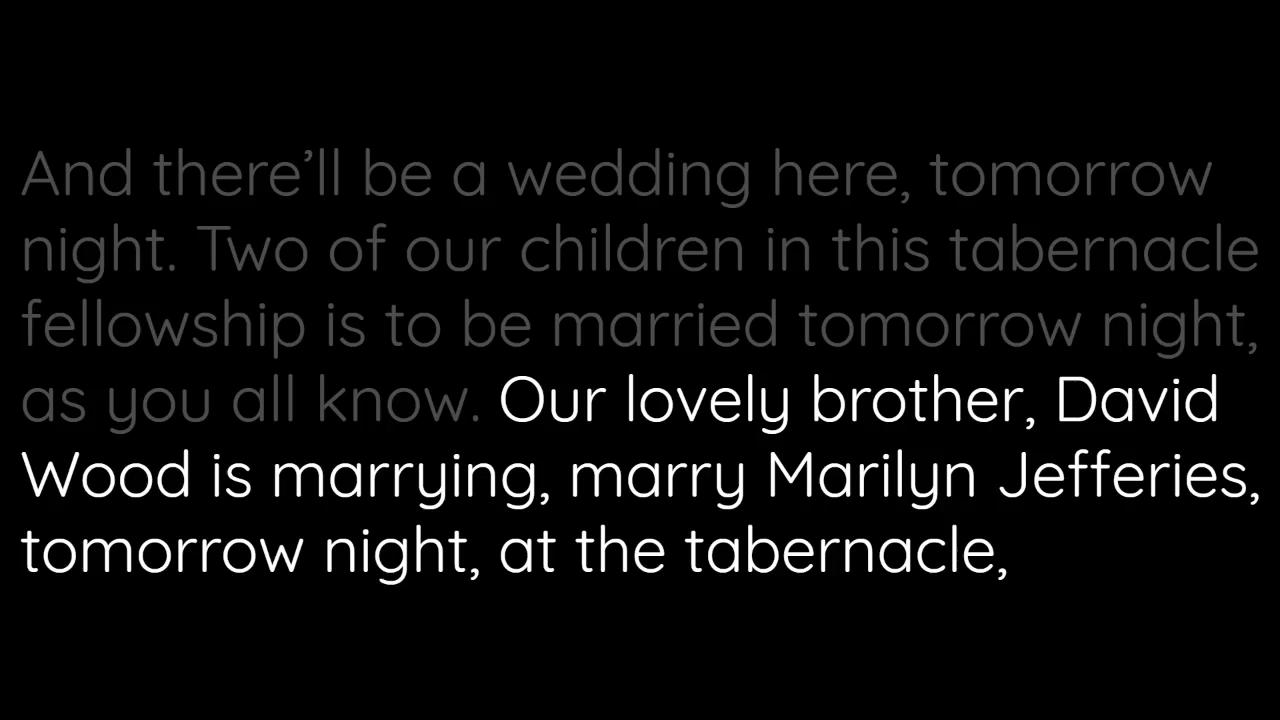 And there’ll be a wedding here, tomorrow
night. Two of our children in this tabernacle
fellowship is to be married tomorrow night,
as you all know. Our lovely brother, David
Wood is marrying, marry Marilyn Jefferies,
tomorrow night, at the tabernacle,